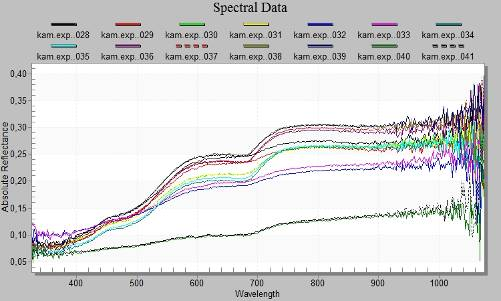 Spectral Data
kam.exp..028 kam.exp..029 kam.exp..030 kam.exp..031 kam.exp..032 kam.exp..033 kam.exp..034
kam.exp..035 kam.exp..036 kam.exp..037 kam.exp..038 kam.exp..039 kam.exp..040 kam.exp..041
0,40
0,35
0,30
0,25
0,20
0,15
0,10
0,05
Absolute Reflectance
400 500 600 700 800 900 1000
Wavelength